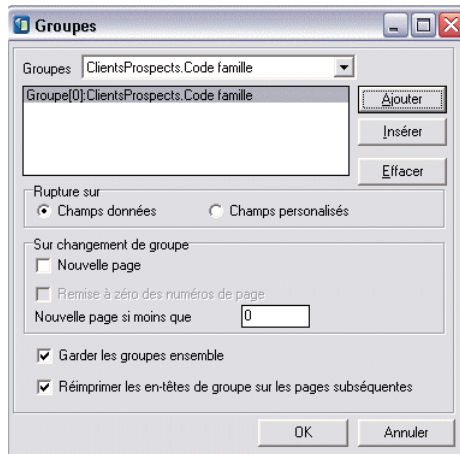 Groupes
Groupes ClientsProspects.Code famille
Groupe[0]:ClientsProspects.Code famille
Ajouter
Insérer
Effacer
Rupture sur
Champs données Champs personalisés
Sur changement de groupe
Nouvelle page
Remise à zéro des numéros de page
Nouvelle page si moins que 0
Garder les groupes ensemble
Réimprimer les en-têtes de groupe sur les pages subséquentes
OK Annuler